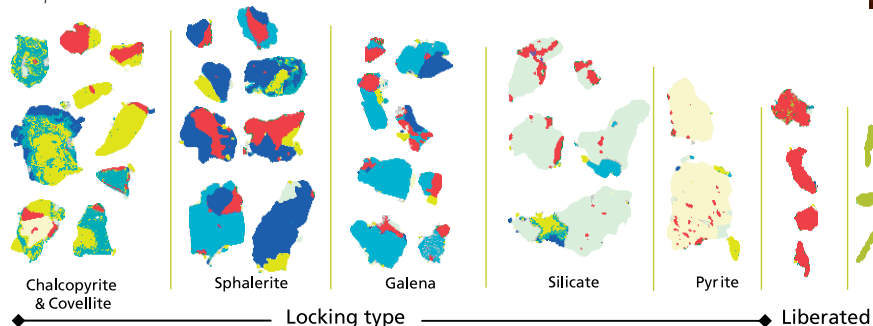 Chalcopyrite
& Covellite
Sphalerite
Galena
Silicate
Pyrite
Locking type
Liberated